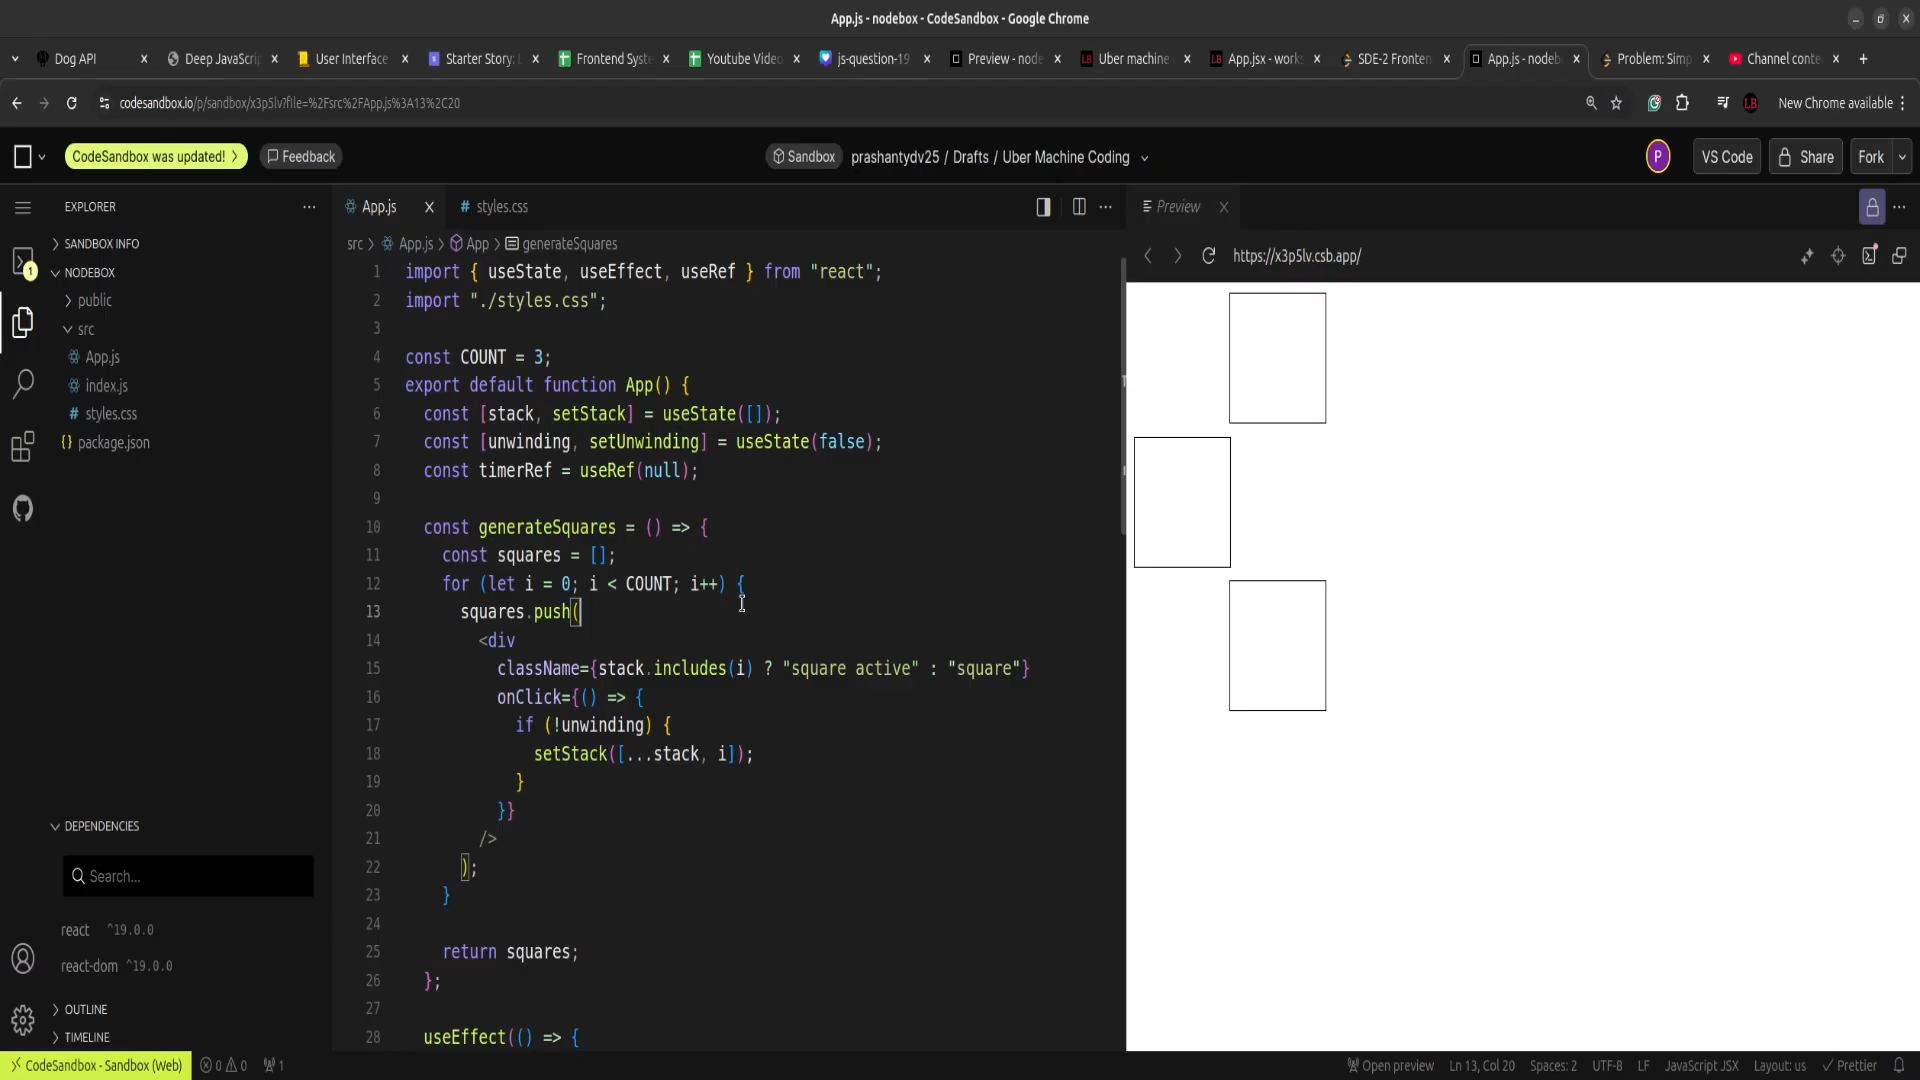 App.js - nodebox - CodeSandbox - Google Chrome
Dog API
Deep JavaScri
User Interface
Starter Story: L
Frontend Syst
Youtube Video
js-question-19
Preview - node
Uber machine
App.jsx - works
SDE-2 Fronten
App.js - nodeb
Problem: Simp
Channel conte
codesandbox.io/p/sandbox/x3p5lv?file=%2Fsrc%2FApp.js%3A13%2C20
LB
New Chrome available
CodeSandbox was updated!
Feedback
Sandbox
prashantydv25 / Drafts / Uber Machine Coding
P
VS Code
Share
Fork
EXPLORER
SANDBOX INFO
NODEBOX
public
src
App.js
index.js
styles.css
package.json
1
DEPENDENCIES
Search...
react ^19.0.0
react-dom ^19.0.0
OUTLINE
TIMELINE
App.js
# styles.css
src > App.js > App > generateSquares
1 import { useState, useEffect, useRef } from "react";
2 import "./styles.css";
3
4 const COUNT = 3;
5 export default function App() {
6 const [stack, setStack] = useState([]);
7 const [unwinding, setUnwinding] = useState(false);
8 const timerRef = useRef(null);
9
10 const generateSquares = () => {
11 const squares = [];
12 for (let i = 0; i < COUNT; i++) {
13 squares.push(
14 <div
15 className={stack.includes(i) ? "square active" : "square"}
16 onClick={() => {
17 if (!unwinding) {
18 setStack([...stack, i]);
19 }
20 }}
21 />
22 );
23 }
24
25 return squares;
26 };
27
28 useEffect(() => {
Preview
https://x3p5lv.csb.app/
CodeSandbox - Sandbox (Web)
0 0
1
Open preview
Ln 13, Col 20
Spaces: 2
UTF-8
LF
JavaScript JSX
Layout: us
Prettier